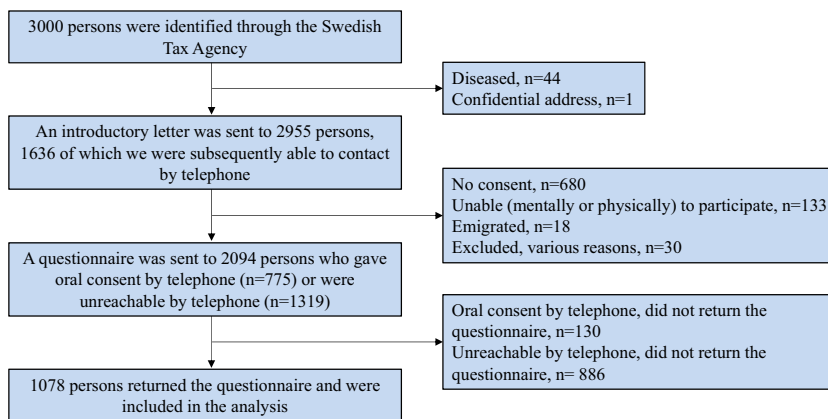 3000 persons were identified through the Swedish
Tax Agency
Diseased, n=44
Confidential address, n=1
An introductory letter was sent to 2955 persons,
1636 of which we were subsequently able to contact
by telephone
No consent, n=680
Unable (mentally or physically) to participate, n=133
Emigrated, n=18
Excluded, various reasons, n=30
A questionnaire was sent to 2094 persons who gave
oral consent by telephone (n=775) or were
unreachable by telephone (n=1319)
Oral consent by telephone, did not return the
questionnaire, n=130
Unreachable by telephone, did not return the
questionnaire, n= 886
1078 persons returned the questionnaire and were
included in the analysis